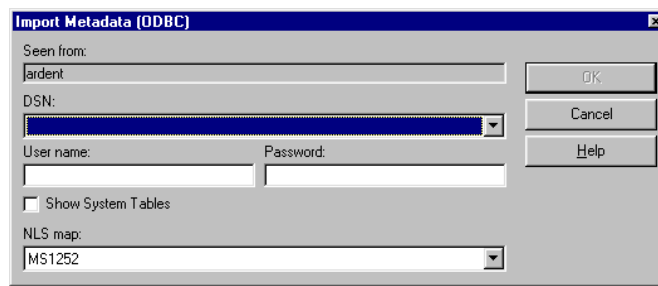 Import Metadata (ODBC)
Seen from:
ardent
OK
DSN:
Cancel
User name: Password:
Help
Show System Tables
NLS map:
MS1252